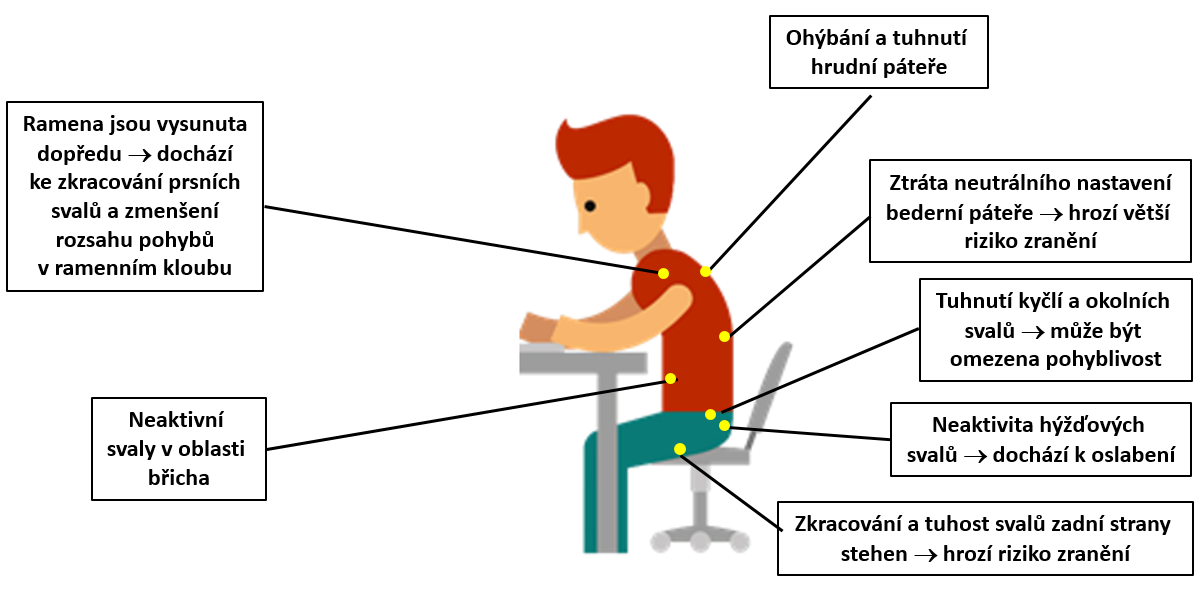 Ohýbání a tuhnutí
hrudní páteře
Ramena jsou vysunuta
dopředu → dochází
ke zkracování prsních
svalů a zmenšení
rozsahu pohybů
v ramenním kloubu
Ztráta neutrálního nastavení
bederní páteře → hrozí větší
riziko zranění
Tuhnutí kyčlí a okolních
svalů → může být
omezena pohyblivost
Neaktivní
svaly v oblasti
břicha
Neaktivita hýžďových
svalů → dochází k oslabení
Zkracování a tuhost svalů zadní strany
stehen → hrozí riziko zranění